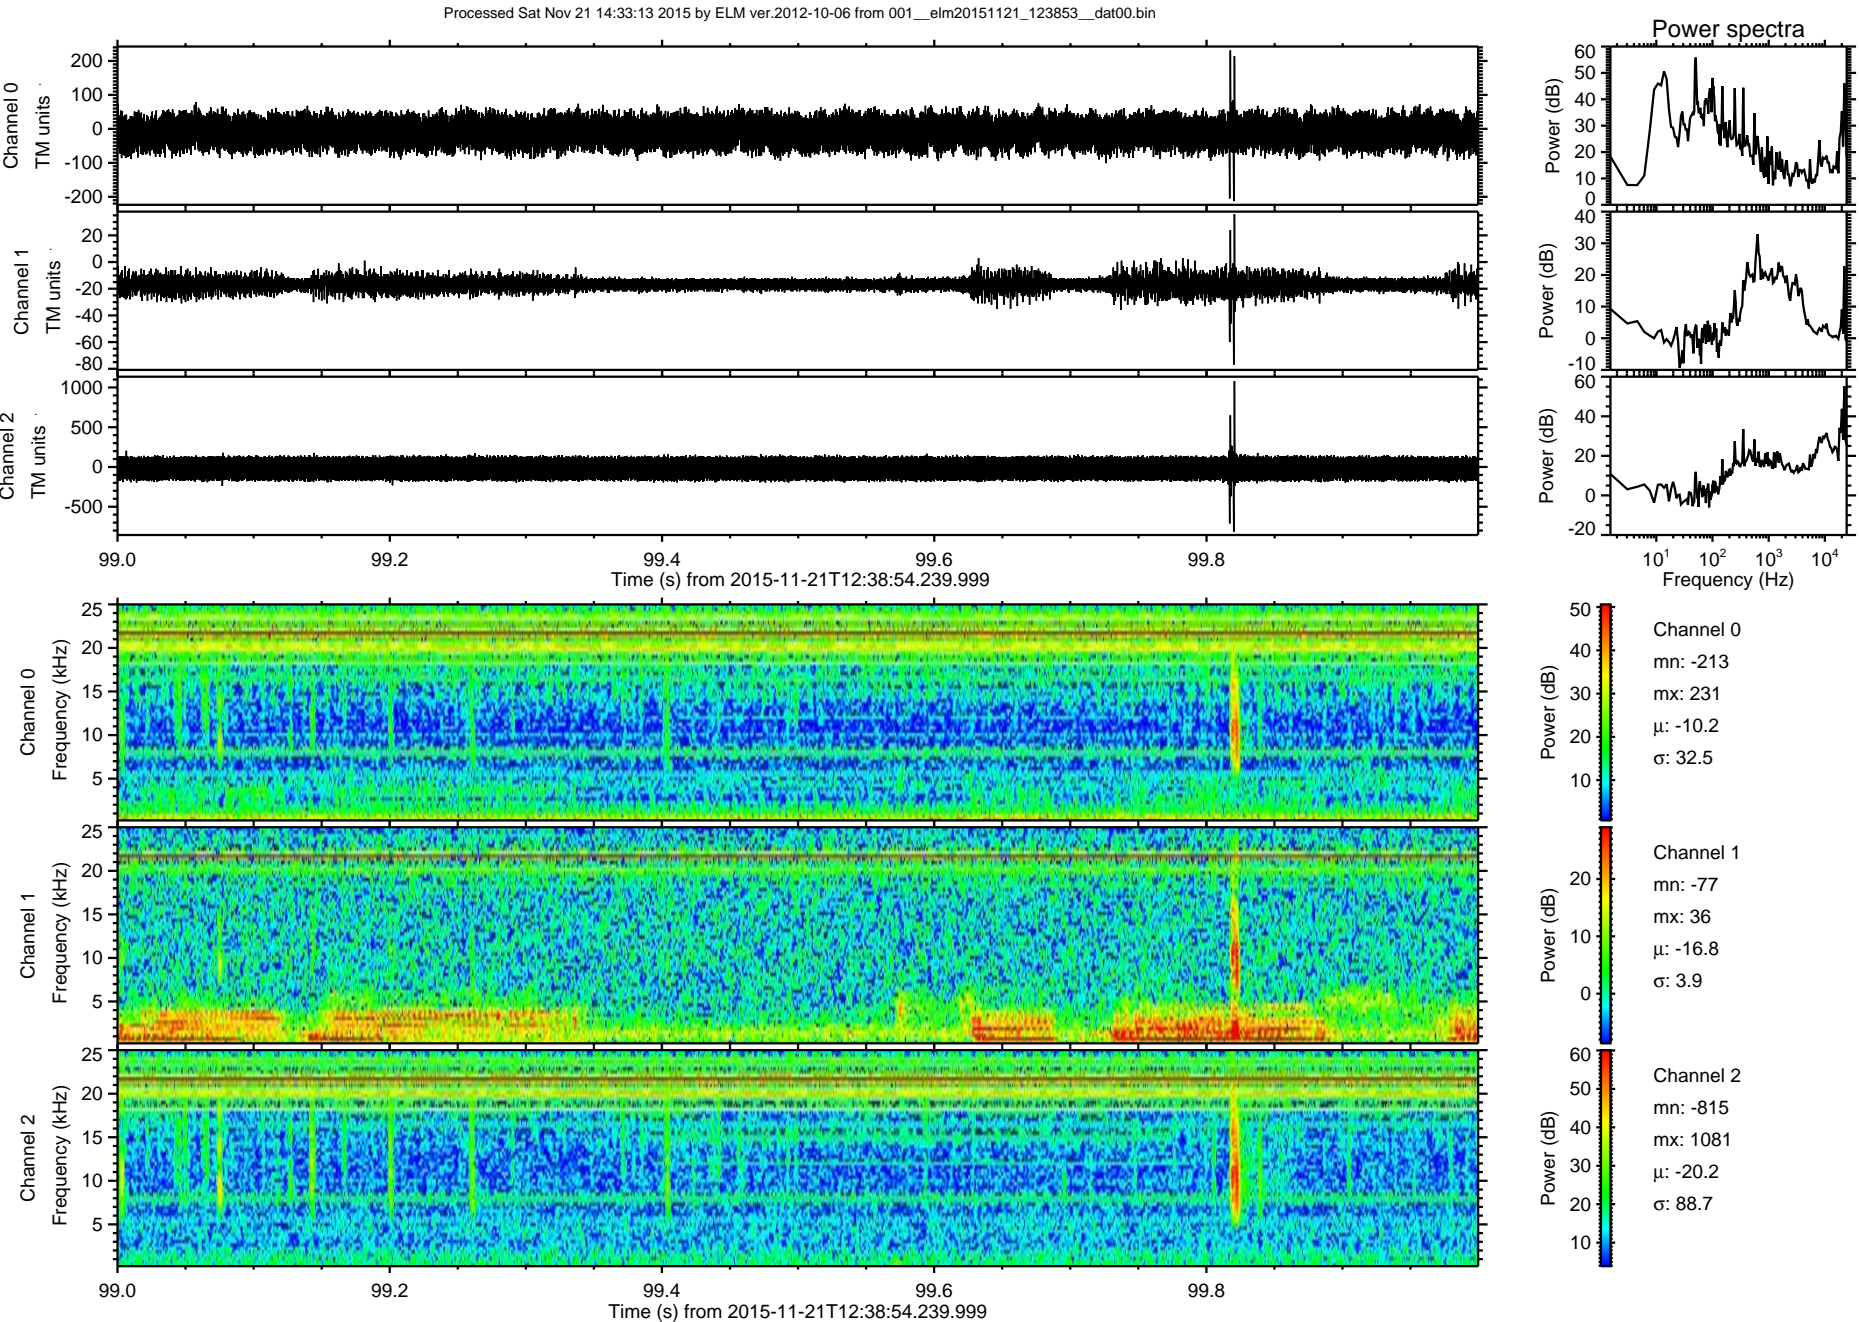 Processed Sat Nov 21 14:33:13 2015 by ELM ver.2012-10-06 from 001__elm20151121_123853__dat00.bin
Power spectra
Channel 0
TM units
200
100
0
-100
-200
Power (dB)
60
50
40
30
20
10
0
Channel 1
TM units
20
0
-20
-40
-60
-80
Power (dB)
40
30
20
10
0
-10
Channel 2
TM units
1000
500
0
-500
Power (dB)
60
40
20
0
-20
99.0 99.2 99.4 99.6 99.8
Time (s) from 2015-11-21T12:38:54.239.999
10¹ 10² 10³ 10⁴
Frequency (Hz)
Channel 0
Frequency (kHz)
25
20
15
10
5
Power (dB)
50
40
30
20
10
Channel 0
mn: -213
mx: 231
μ: -10.2
σ: 32.5
Channel 1
Frequency (kHz)
25
20
15
10
5
Power (dB)
20
10
0
Channel 1
mn: -77
mx: 36
μ: -16.8
σ: 3.9
Channel 2
Frequency (kHz)
25
20
15
10
5
Power (dB)
60
50
40
30
20
10
Channel 2
mn: -815
mx: 1081
μ: -20.2
σ: 88.7
99.0 99.2 99.4 99.6 99.8
Time (s) from 2015-11-21T12:38:54.239.999